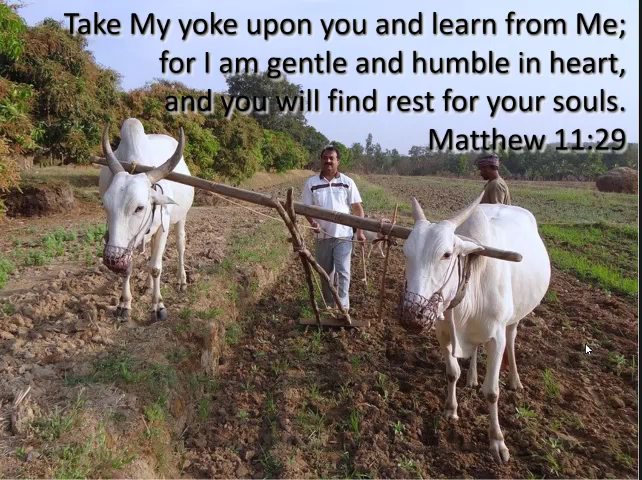 Take My yoke upon you and learn from Me;
for I am gentle and humble in heart,
and you will find rest for your souls.
Matthew 11:29